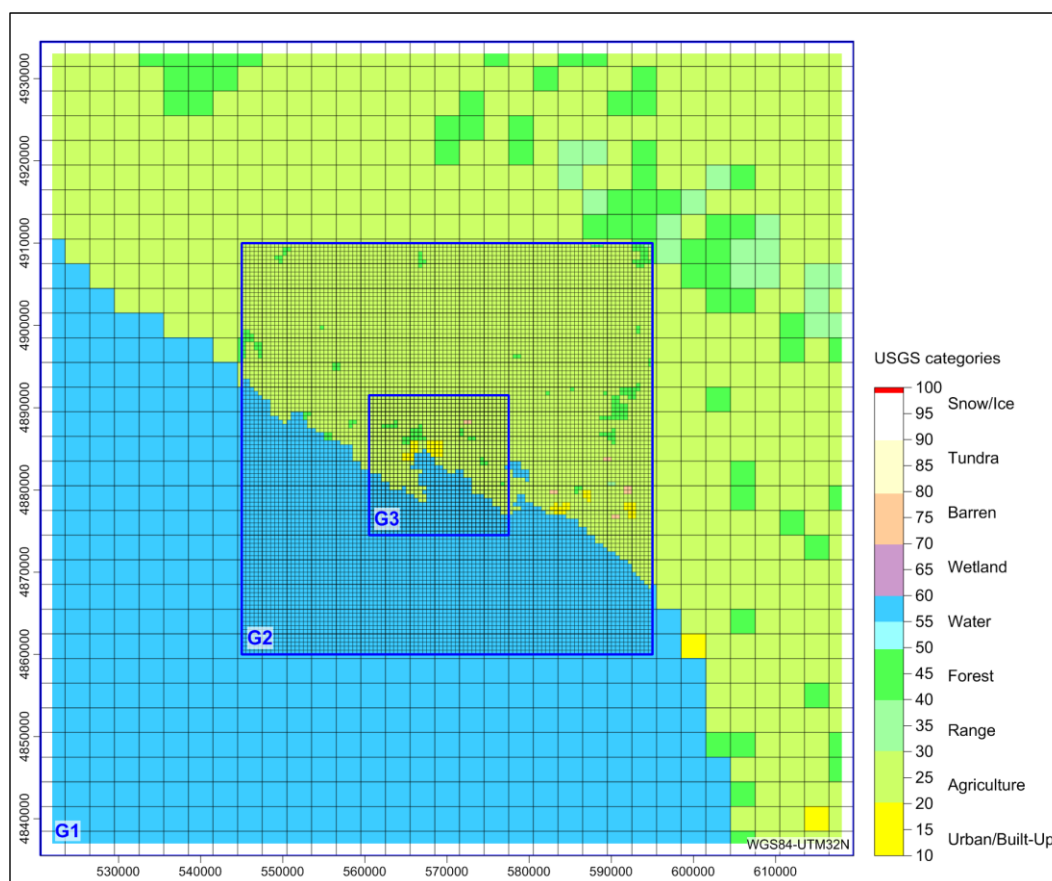 4930000
4920000
4910000
4900000
4890000
4880000
4870000
4860000
4850000
4840000
G3
G2
G1
WGS84-UTM32N
530000
540000
550000
560000
570000
580000
590000
600000
610000
USGS categories
100
Snow/Ice
95
90
Tundra
85
80
Barren
75
70
Wetland
65
60
Water
55
50
Forest
45
40
Range
35
30
Agriculture
25
20
15
Urban/Built-Up
10